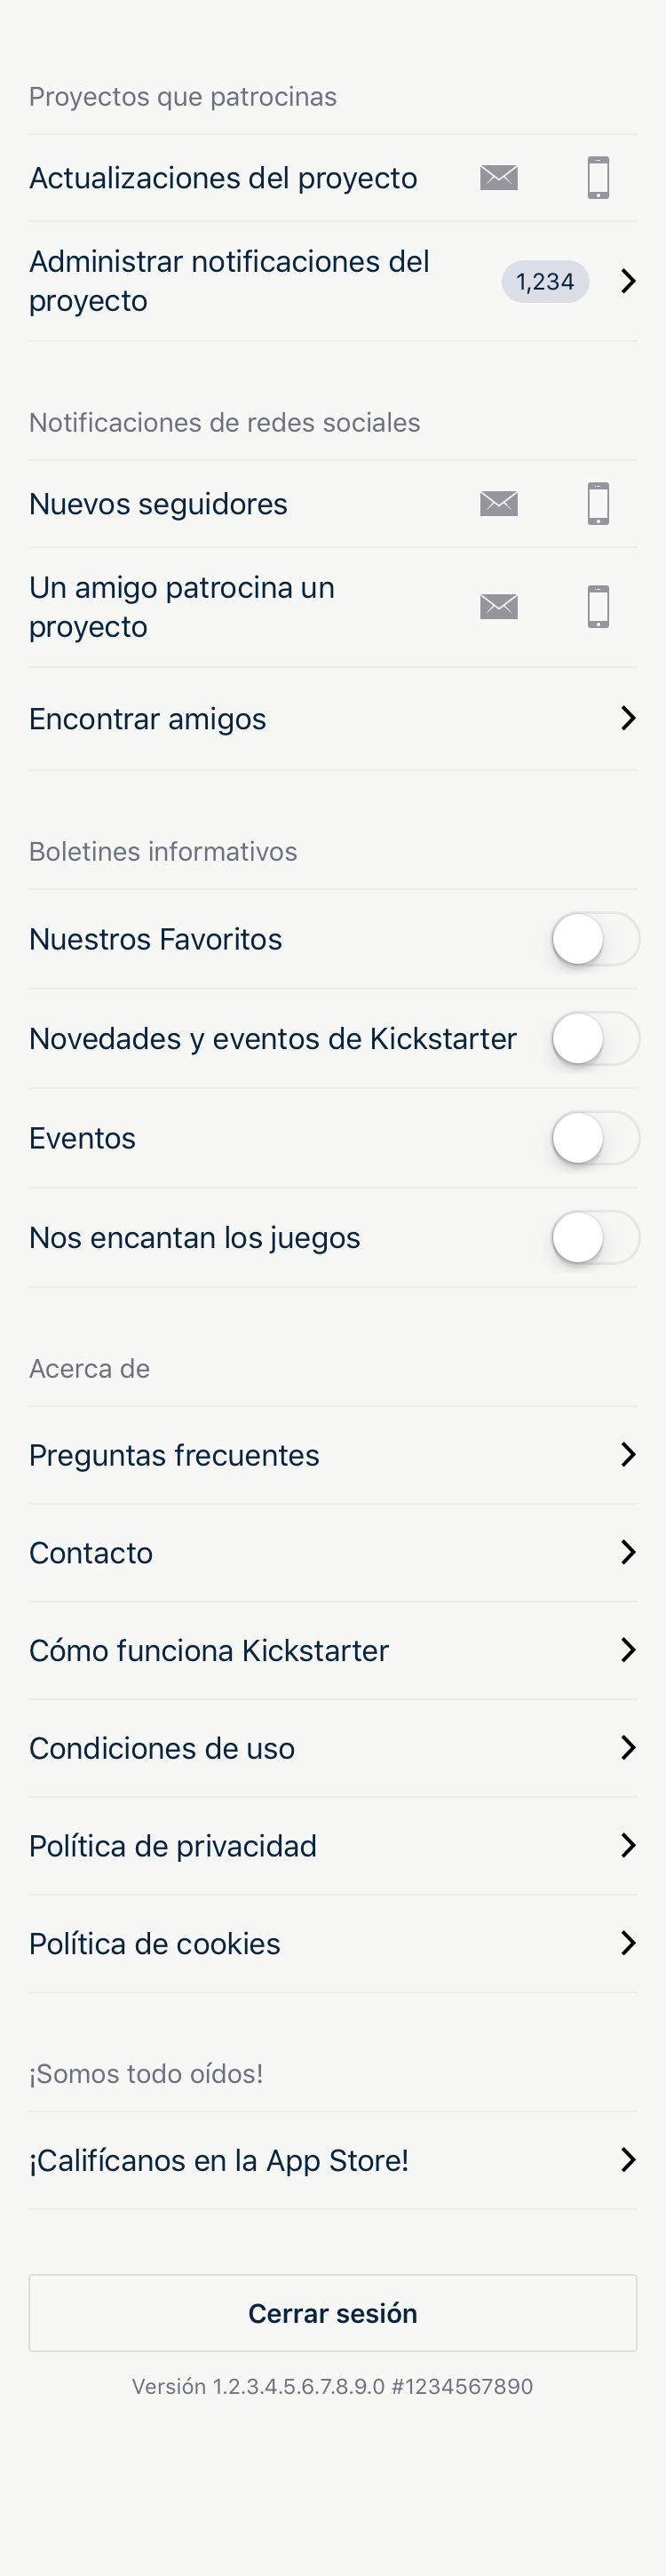 Proyectos que patrocinas
Actualizaciones del proyecto
Administrar notificaciones del
proyecto
1,234
Notificaciones de redes sociales
Nuevos seguidores
Un amigo patrocina un
proyecto
Encontrar amigos
Boletines informativos
Nuestros Favoritos
Novedades y eventos de Kickstarter
Eventos
Nos encantan los juegos
Acerca de
Preguntas frecuentes
Contacto
Cómo funciona Kickstarter
Condiciones de uso
Política de privacidad
Política de cookies
¡Somos todo oídos!
¡Califícanos en la App Store!
Cerrar sesión
Versión 1.2.3.4.5.6.7.8.9.0 #1234567890